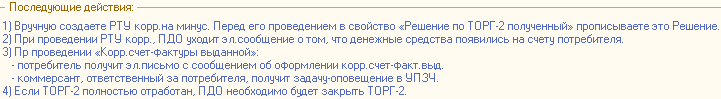 Последующие действия:
1) Вручную создаете РТУ корр.на минус. Перед его проведением в свойство «Решение по ТОРГ-2 полученный» прописываете это Решение.
2) При проведении РТУ корр., ПДО уходит эл.сообщение о том, что денежные средства появились на счету потребителя.
3) Пр проведении «Корр.счет-фактуры выданной»:
- потребитель получит эл.письмо с сообщением об оформлении корр.счет-факт.выд.
- коммерсант, ответственный за потребителя, получит задачу-оповещение в УПЗЧ.
4) Если ТОРГ-2 полностью отработан, ПДО необходимо будет закрыть ТОРГ-2.